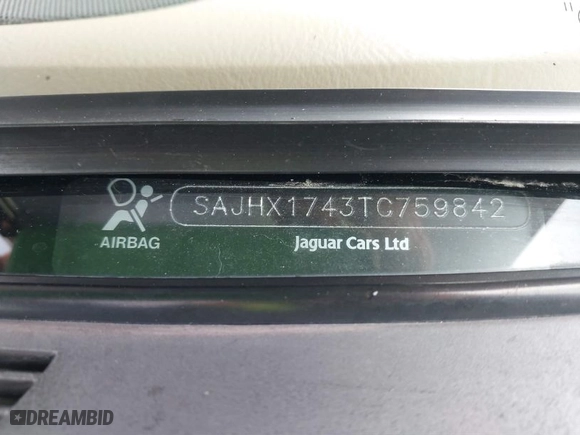 SAJHX1743TC759842
AIRBAG
Jaguar Cars Ltd
DREAMBID